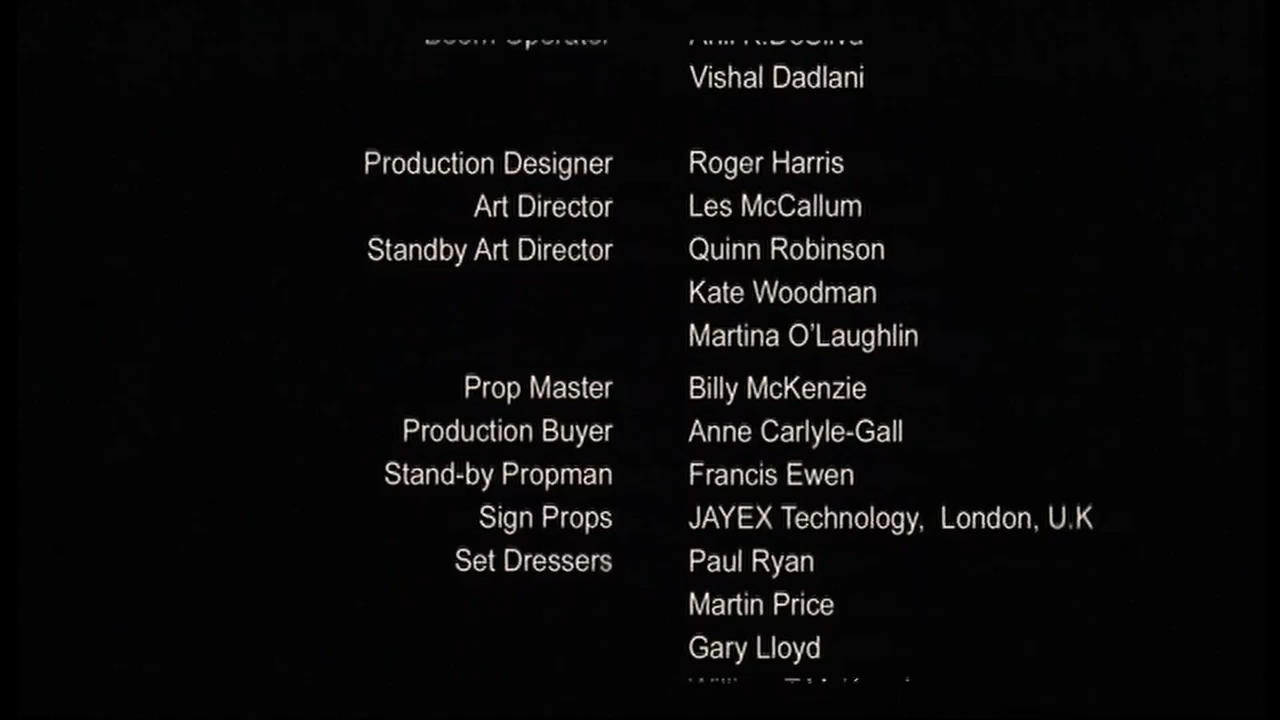 Boom Operator
Vishal Dadlani
Production Designer Roger Harris
Art Director Les McCallum
Standby Art Director Quinn Robinson
Kate Woodman
Martina O’Laughlin
Prop Master Billy McKenzie
Production Buyer Anne Carlyle-Gall
Stand-by Propman Francis Ewen
Sign Props JAYEX Technology, London, U.K
Set Dressers Paul Ryan
Martin Price
Gary Lloyd